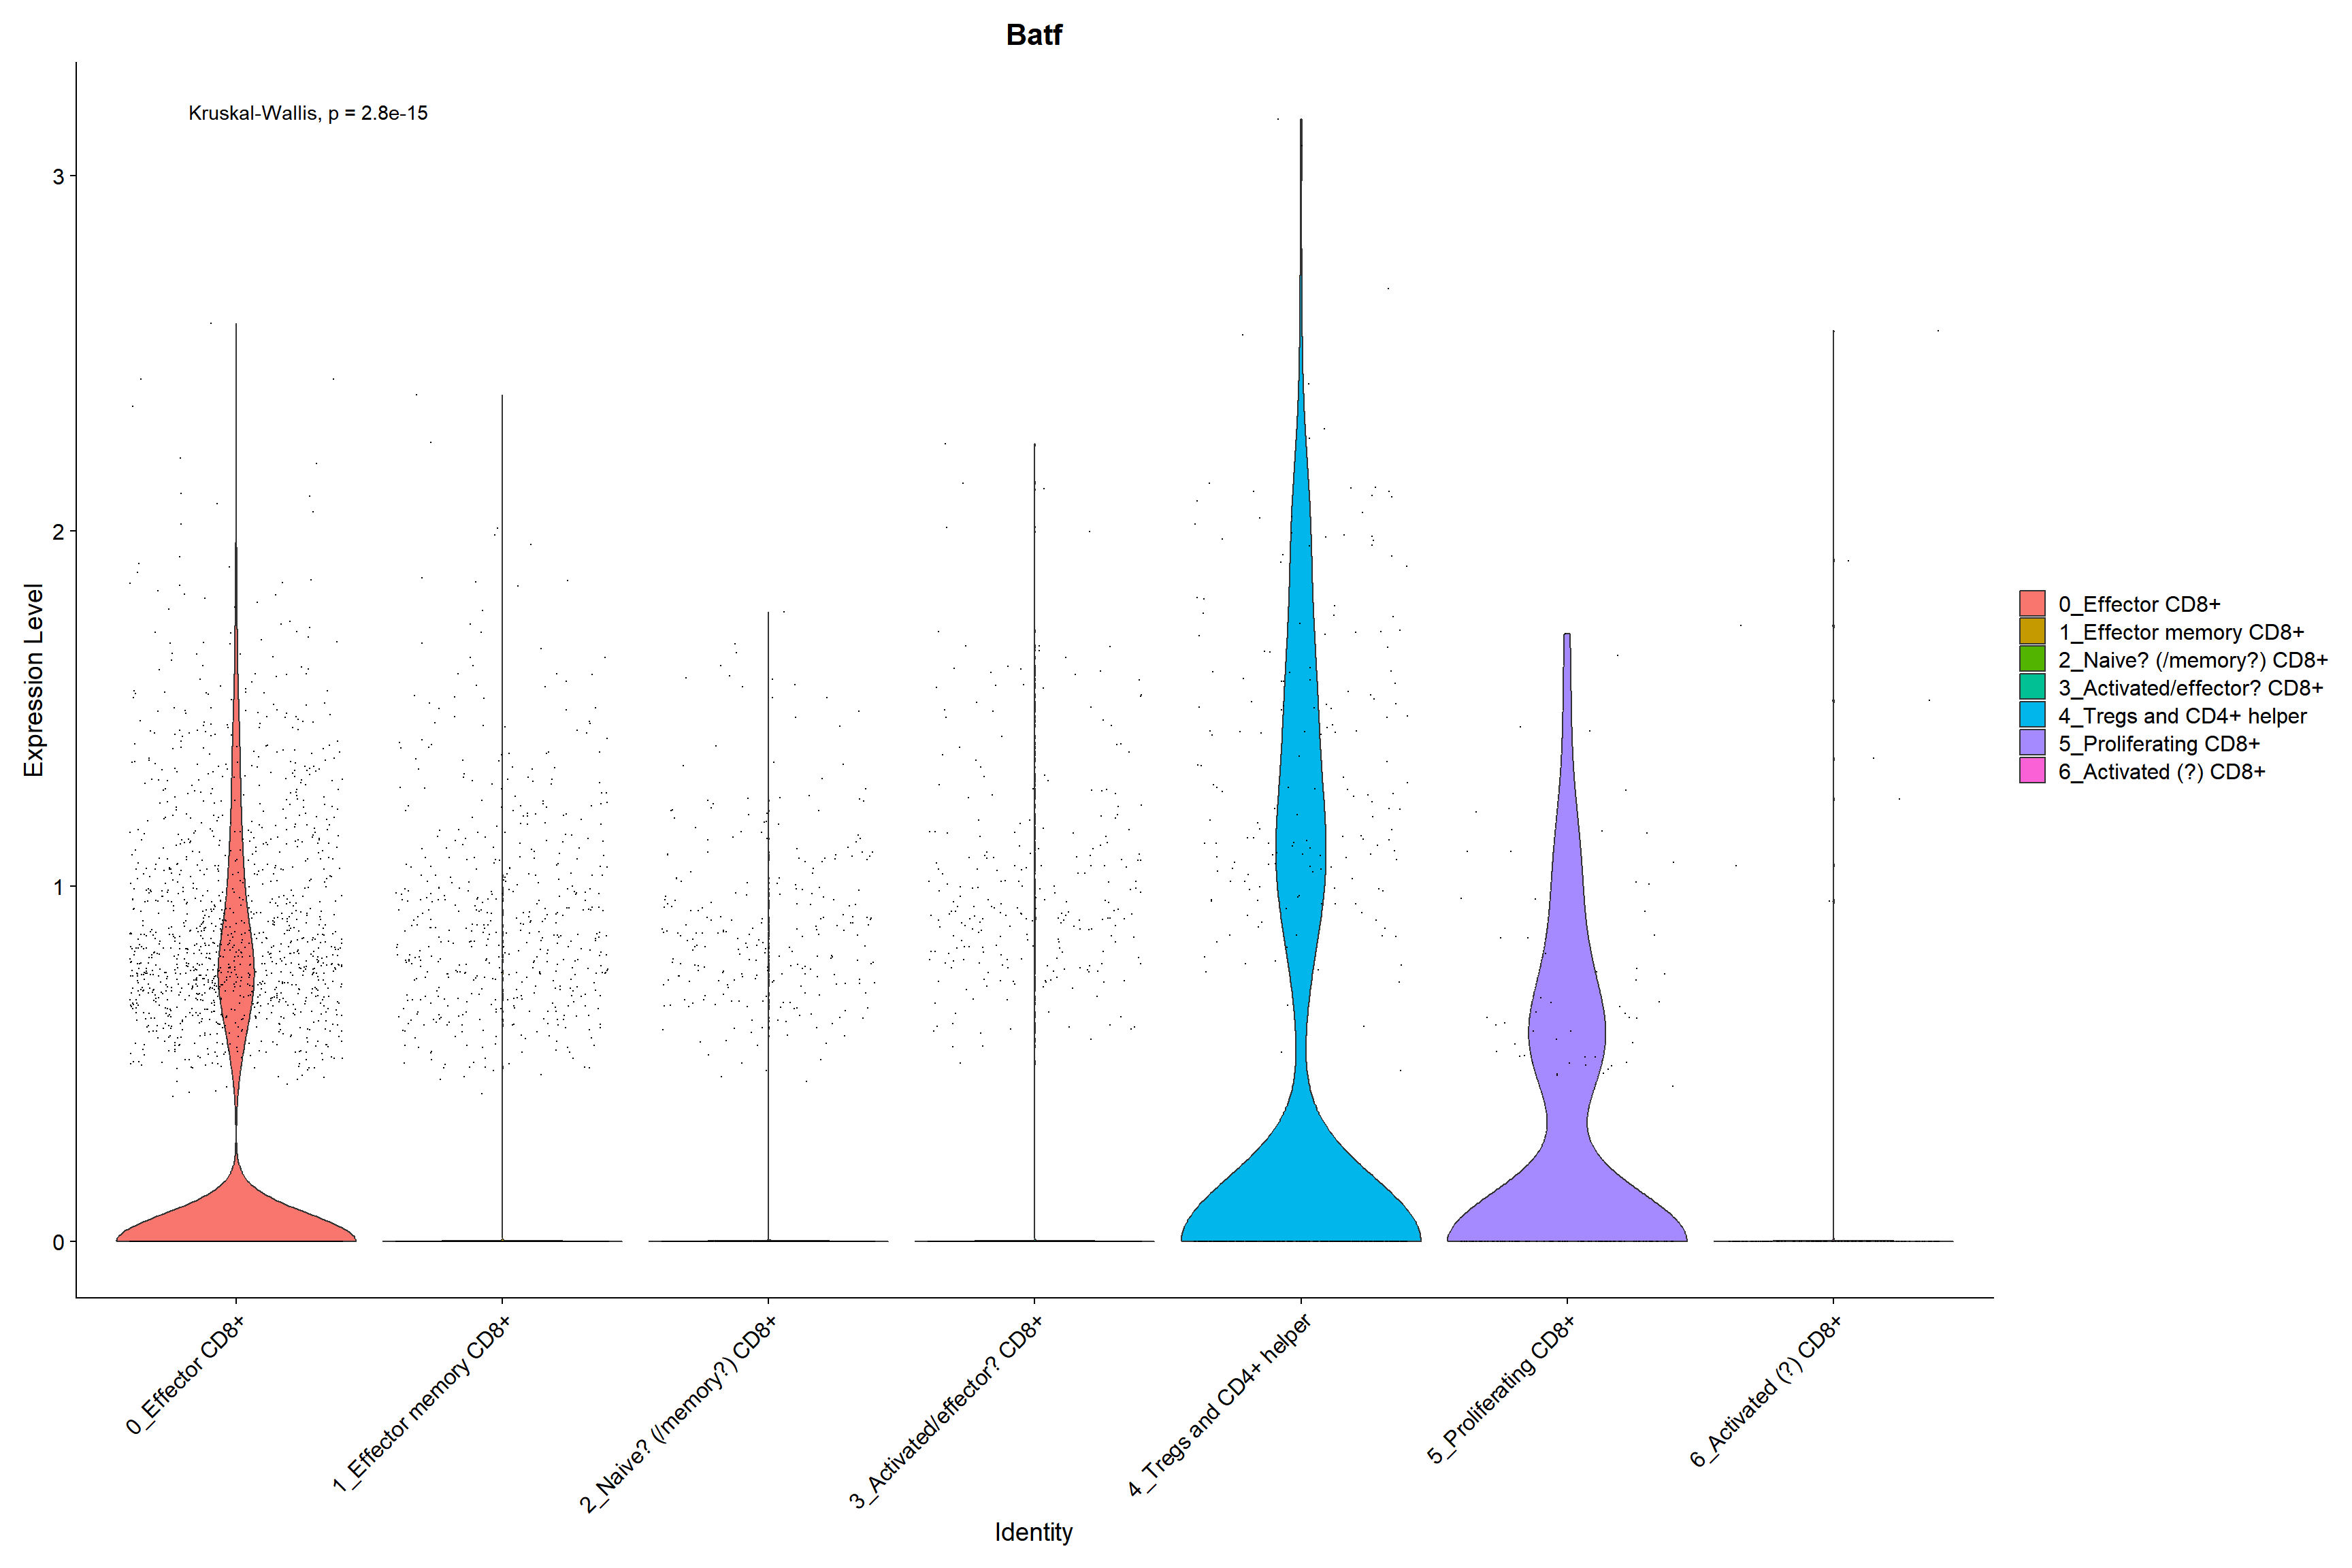 Batf
Kruskal-Wallis, p = 2.8e-15
Expression Level
3
2
1
0
0_Effector CD8+
1_Effector memory CD8+
2_Naive? (/memory?) CD8+
3_Activated/effector? CD8+
4_Tregs and CD4+ helper
5_Proliferating CD8+
6_Activated (?) CD8+
Identity
0_Effector CD8+
1_Effector memory CD8+
2_Naive? (/memory?) CD8+
3_Activated/effector? CD8+
4_Tregs and CD4+ helper
5_Proliferating CD8+
6_Activated (?) CD8+